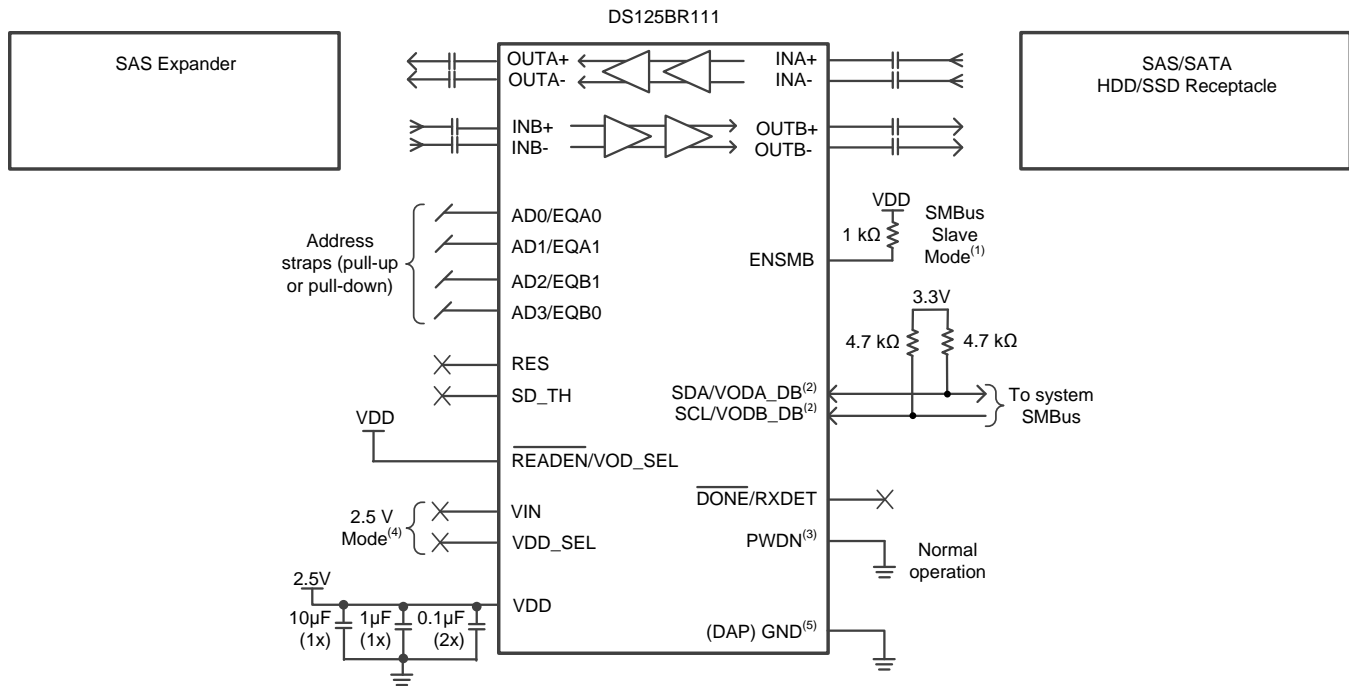 DS125BR111
SAS Expander
OUTA+
OUTA-
INB+
INB-
INA+
INA-
OUTB+
OUTB-
SAS/SATA
HDD/SSD Receptacle
Address
straps (pull-up
or pull-down)
AD0/EQA0
AD1/EQA1
AD2/EQB1
AD3/EQB0
VDD
1 kΩ
SMBus
Slave
Mode(1)
ENSMB
3.3V
4.7 kΩ
4.7 kΩ
RES
SD_TH
SDA/VODA_DB(2)
SCL/VODB_DB(2)
To system
SMBus
VDD
READEN/VOD_SEL
DONE/RXDET
2.5 V
Mode(4)
VIN
VDD_SEL
PWDN(3)
Normal
operation
2.5V
VDD
10μF
(1x)
1μF
(1x)
0.1μF
(2x)
(DAP) GND(5)